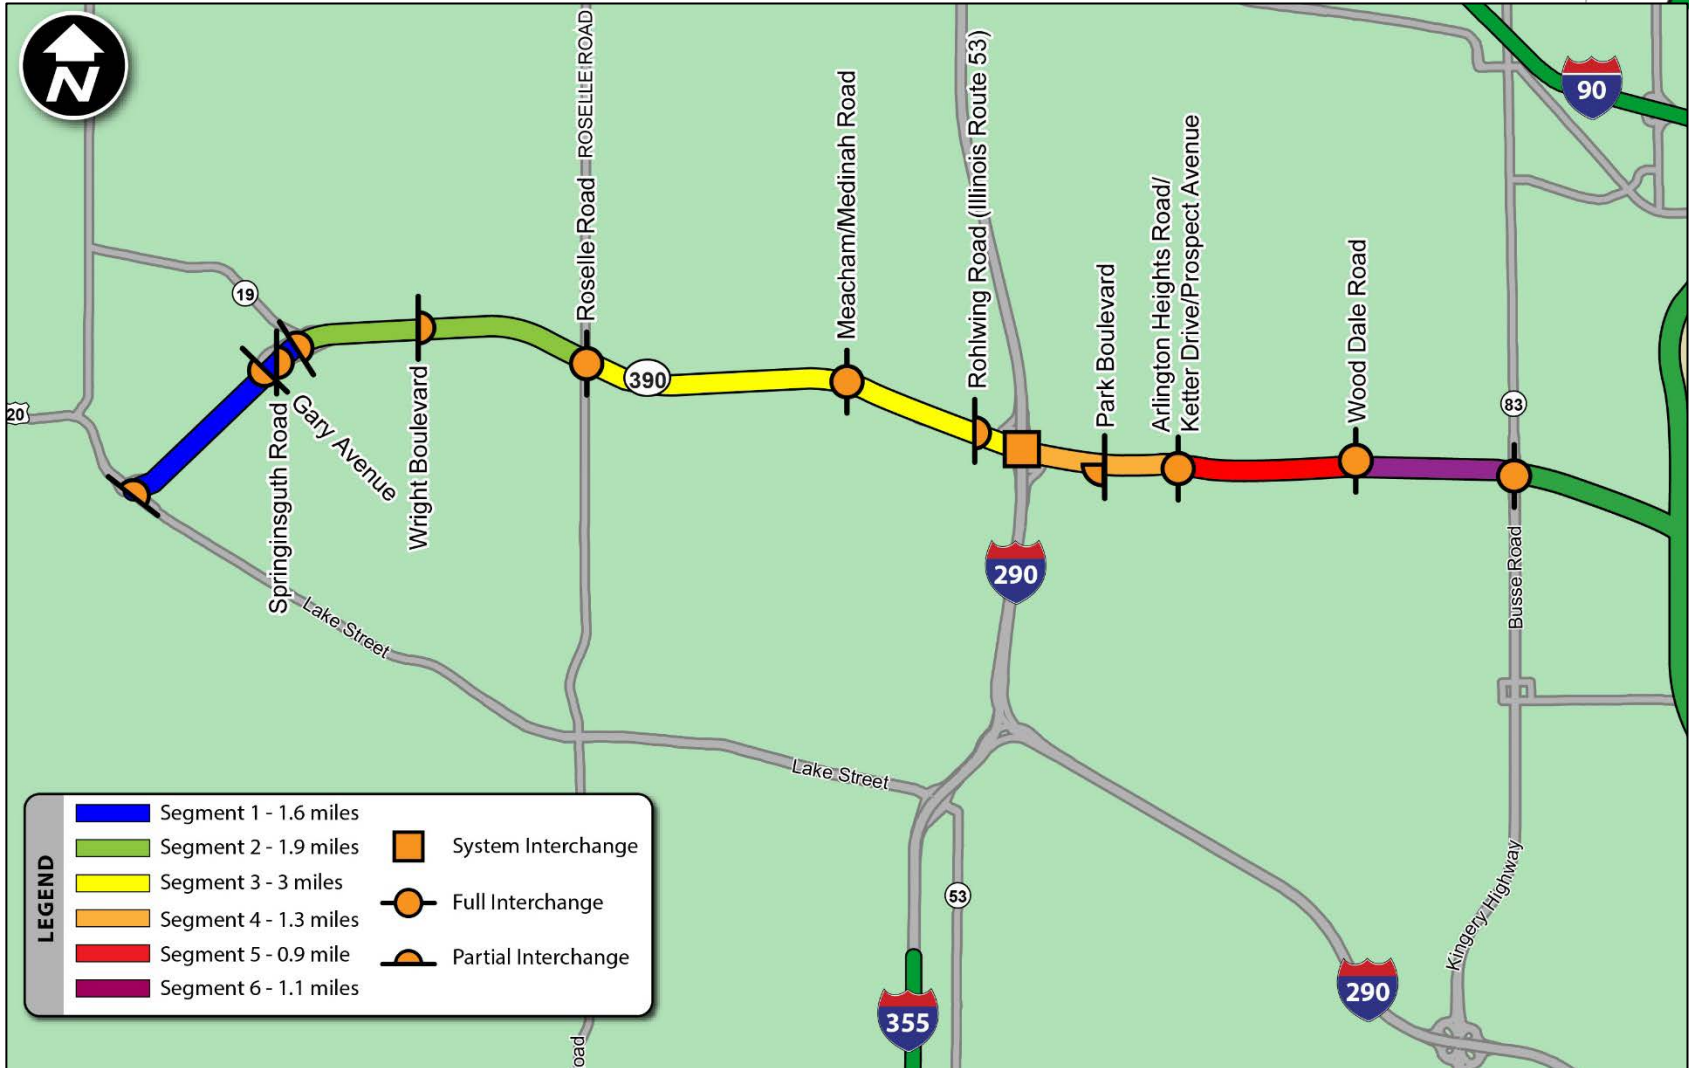 N
90
ROSELLE ROAD
Roselle Road
Meacham/Medinah Road
Rohlwing Road (Illinois Route 53)
Park Boulevard
Arlington Heights Road/
Ketter Drive/Prospect Avenue
Wood Dale Road
19
390
83
20
Springinsguth Road
Gary Avenue
Wright Boulevard
290
Busse Road
Lake Street
Lake Street
LEGEND
Segment 1 - 1.6 miles
Segment 2 - 1.9 miles
Segment 3 - 3 miles
Segment 4 - 1.3 miles
Segment 5 - 0.9 mile
Segment 6 - 1.1 miles
System Interchange
Full Interchange
Partial Interchange
53
Kingery Highway
290
355
oad